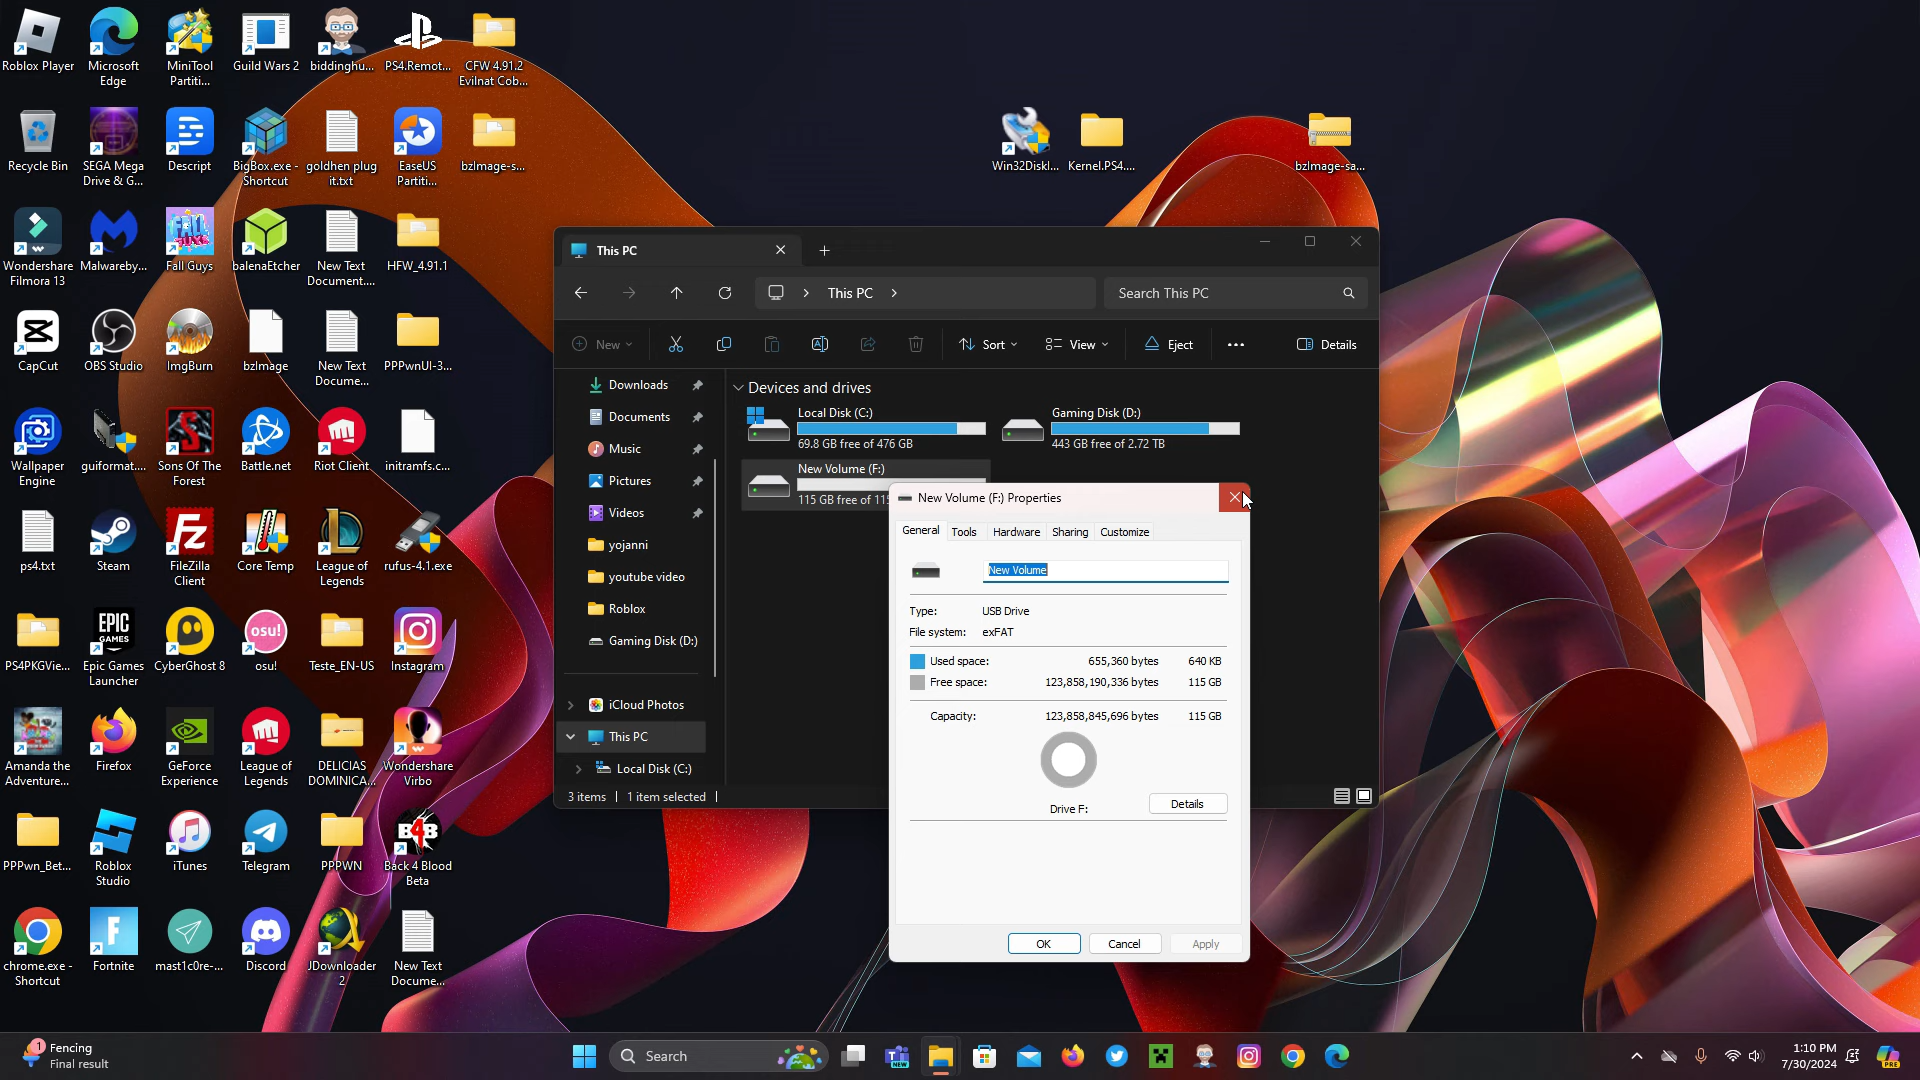 Roblox Player
Microsoft
Edge
MiniTool
Partiti...
Guild Wars 2
biddinghu...
PS4.Remot...
CFW 4.91.2
Evilnat Cob...
Recycle Bin
SEGA Mega
Drive & G...
Descript
BigBox.exe -
Shortcut
goldhen plug
it.txt
EaseUS
Partiti...
bzImage-s...
Win32DiskI...
Kernel.PS4....
bzImage-sa...
Wondershare
Filmora 13
Malwareby...
Fall Guys
balenaEtcher
New Text
Document....
HFW_4.91.1
CapCut
OBS Studio
ImgBurn
bzImage
New Text
Docume...
PPPwnUI-3...
Wallpaper
Engine
guiformat....
Sons Of The
Forest
Battle.net
Riot Client
initramfs.c...
ps4.txt
Steam
FileZilla
Client
Core Temp
League of
Legends
rufus-4.1.exe
PS4PKGVie...
EPIC
GAMES
Epic Games
Launcher
CyberGhost 8
osu!
osu!
Teste_EN-US
Instagram
Amanda the
Adventure...
Firefox
GeForce
Experience
League of
Legends
DELICIAS
DOMINICA...
Wondershare
Virbo
PPPwn_Bet...
Roblox
Studio
iTunes
Telegram
PPPWN
B4B
Back 4 Blood
Beta
chrome.exe -
Shortcut
Fortnite
mast1c0re-...
Discord
JDownloader
2
New Text
Docume...
This PC
This PC
Search This PC
New
Sort
View
Eject
Details
Downloads
Documents
Music
Pictures
Videos
yojanni
youtube video
Roblox
Gaming Disk (D:)
iCloud Photos
This PC
Local Disk (C:)
3 items
1 item selected
Devices and drives
Local Disk (C:)
69.8 GB free of 476 GB
Gaming Disk (D:)
443 GB free of 2.72 TB
New Volume (F:)
115 GB free of 115
New Volume (F:) Properties
General
Tools
Hardware
Sharing
Customize
New Volume
Type: USB Drive
File system: exFAT
Used space: 655,360 bytes 640 KB
Free space: 123,858,190,336 bytes 115 GB
Capacity: 123,858,845,696 bytes 115 GB
Drive F:
Details
OK
Cancel
Apply
1
Fencing
Final result
Search
NEW
1:10 PM
7/30/2024
PRE